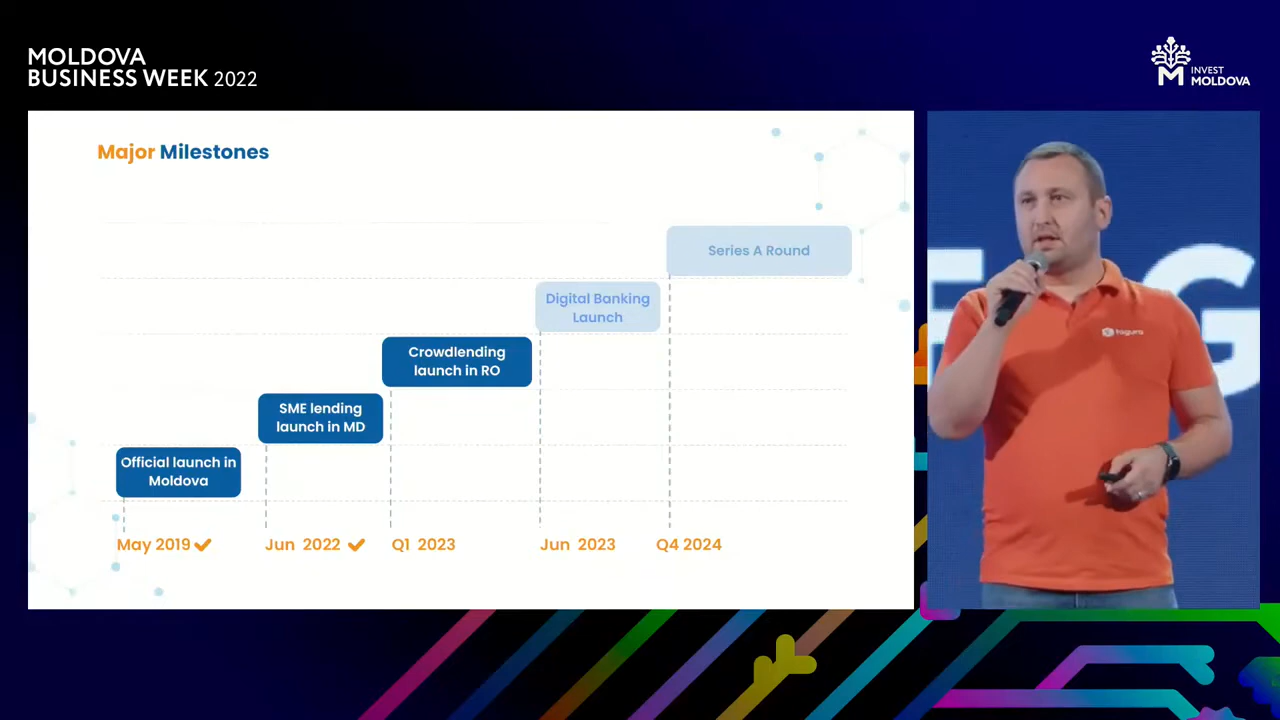 MOLDOVA
BUSINESS WEEK 2022
INVEST
MOLDOVA
Major Milestones
Series A Round
Digital Banking
Launch
Crowdlending
launch in RO
SME lending
launch in MD
Official launch in
Moldova
May 2019
Jun 2022
Q1 2023
Jun 2023
Q4 2024
fagura
G